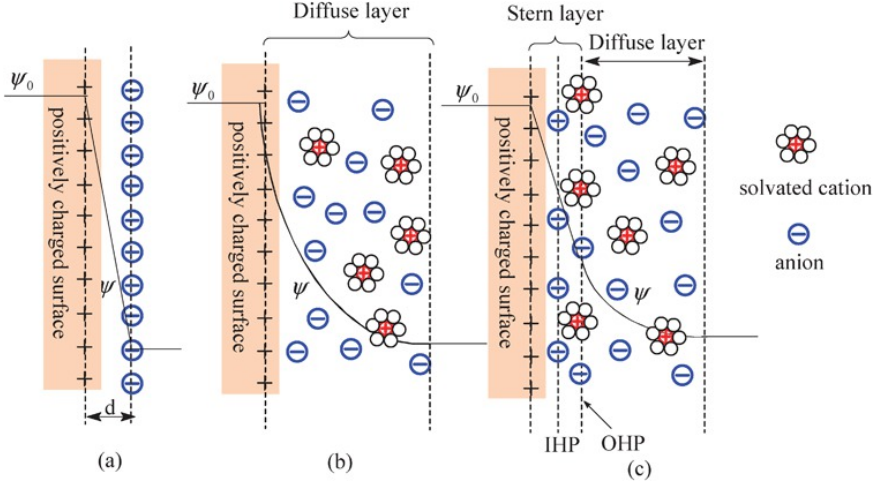 Diffuse layer
Stern layer
Diffuse layer
ψ0
ψ0
ψ0
positively charged surface
positively charged surface
positively charged surface
ψ
ψ
ψ
solvated cation
anion
d
IHP
OHP
(a)
(b)
(c)